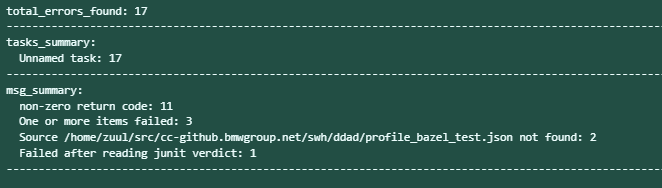 total_errors_found: 17
--------------------------------------------------------------------------------------------
tasks_summary:
  Unnamed task: 17
--------------------------------------------------------------------------------------------
msg_summary:
  non-zero return code: 11
  One or more items failed: 3
  Source /home/zuul/src/cc-github.bmwgroup.net/swh/ddad/profile_bazel_test.json not found: 2
  Failed after reading junit verdict: 1
--------------------------------------------------------------------------------------------